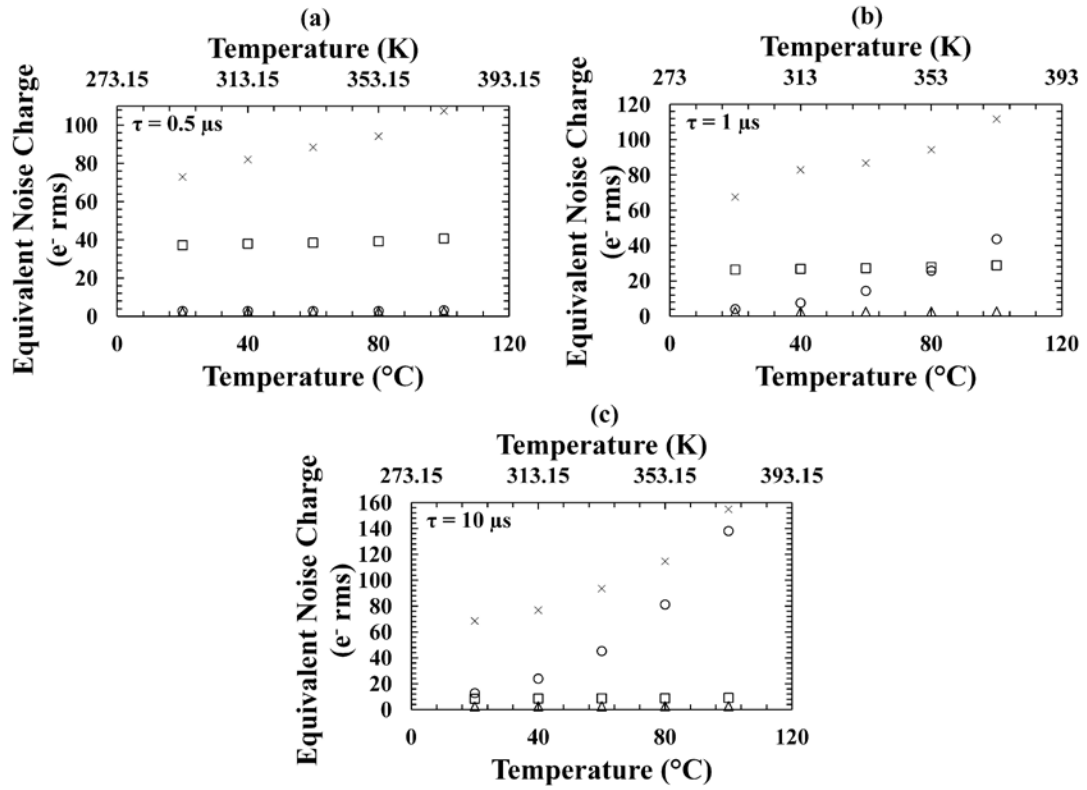 (a)
Temperature (K)
273.15 313.15 353.15 393.15
Equivalent Noise Charge
(e- rms)
100
80
60
40
20
0
τ = 0.5 µs
0 40 80 120
Temperature (°C)
(b)
Temperature (K)
273 313 353 393
Equivalent Noise Charge
(e- rms)
120
100
80
60
40
20
0
τ = 1 µs
0 40 80 120
Temperature (°C)
(c)
Temperature (K)
273.15 313.15 353.15 393.15
Equivalent Noise Charge
(e- rms)
160
140
120
100
80
60
40
20
0
τ = 10 µs
0 40 80 120
Temperature (°C)